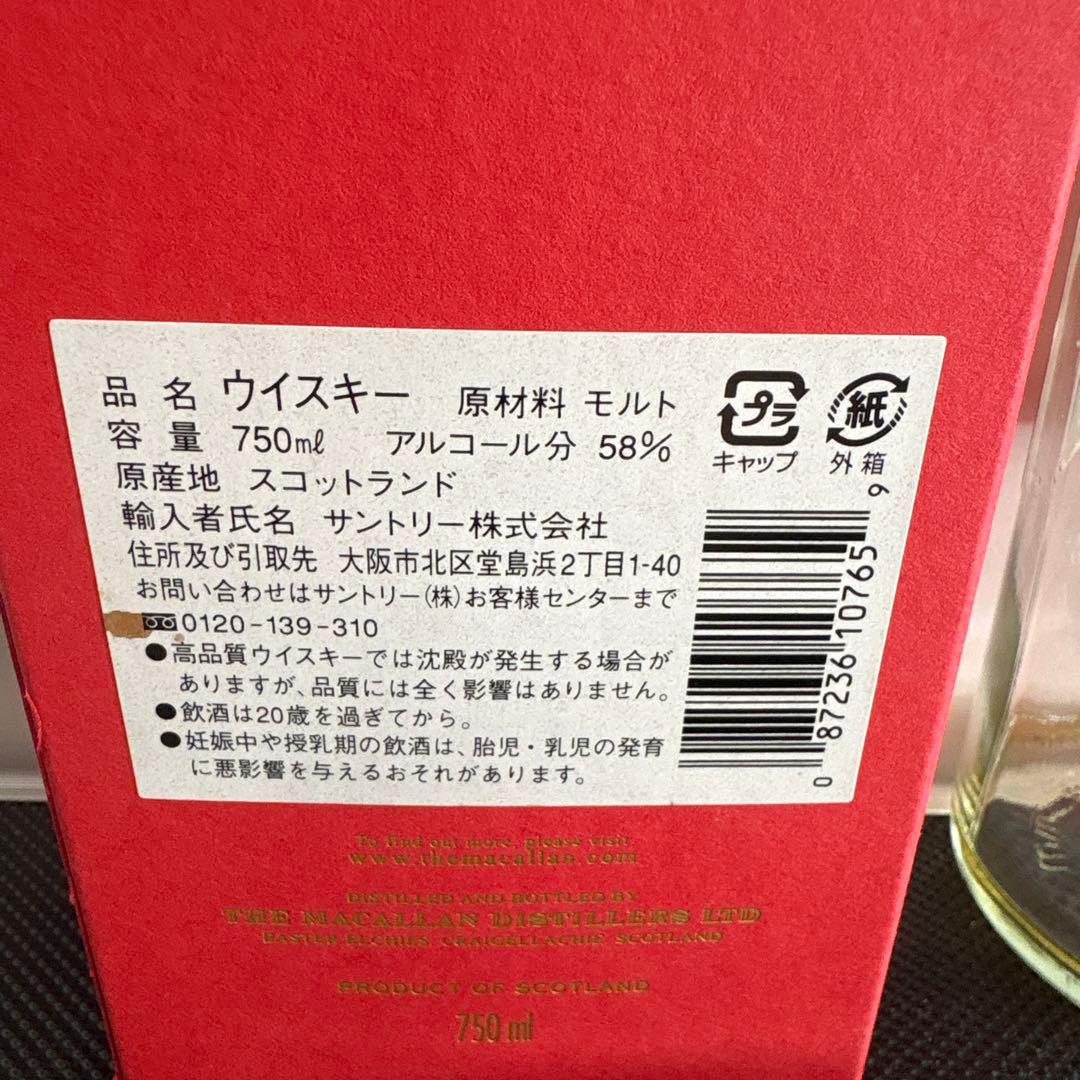 品名 ウイスキー 原材料 モルト
容量 750mℓ アルコール分 58%
原産地 スコットランド
輸入者氏名 サントリー株式会社
住所及び引取先 大阪市北区堂島浜2丁目1-40
お問い合わせはサントリー(株)お客様センターまで
0120-139-310
●高品質ウイスキーでは沈殿が発生する場合が
ありますが、品質には全く影響はありません。
●飲酒は20歳を過ぎてから。
●妊娠中や授乳期の飲酒は、胎児・乳児の発育
に悪影響を与えるおそれがあります。
プラ
キャップ
紙
外箱
0 87236 10765 9
To find out more, please visit
www.themacallan.com
DISTILLED AND BOTTLED BY
THE MACALLAN DISTILLERS LTD
EASTER ELCHIES, CRAIGELLACHIE, SCOTLAND
PRODUCT OF SCOTLAND
750 ml